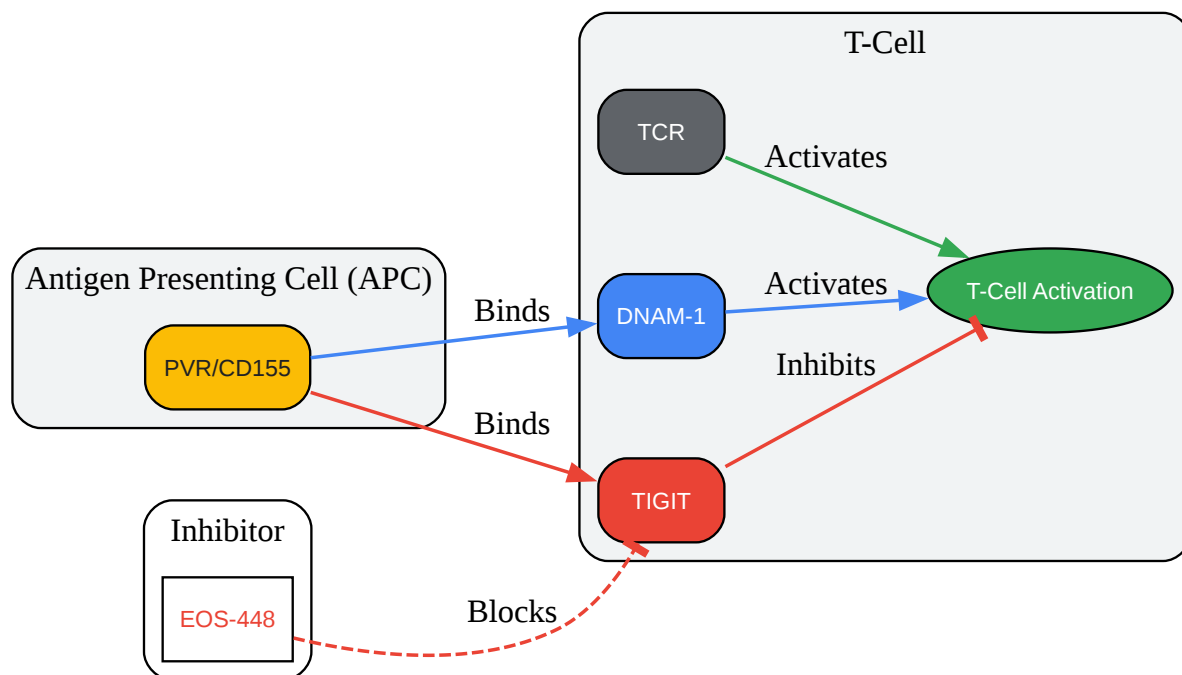 T-Cell
TCR
Activates
Antigen Presenting Cell (APC)
PVR/CD155
Binds
DNAM-1
Activates
T-Cell Activation
Inhibits
Binds
TIGIT
Inhibitor
EOS-448
Blocks